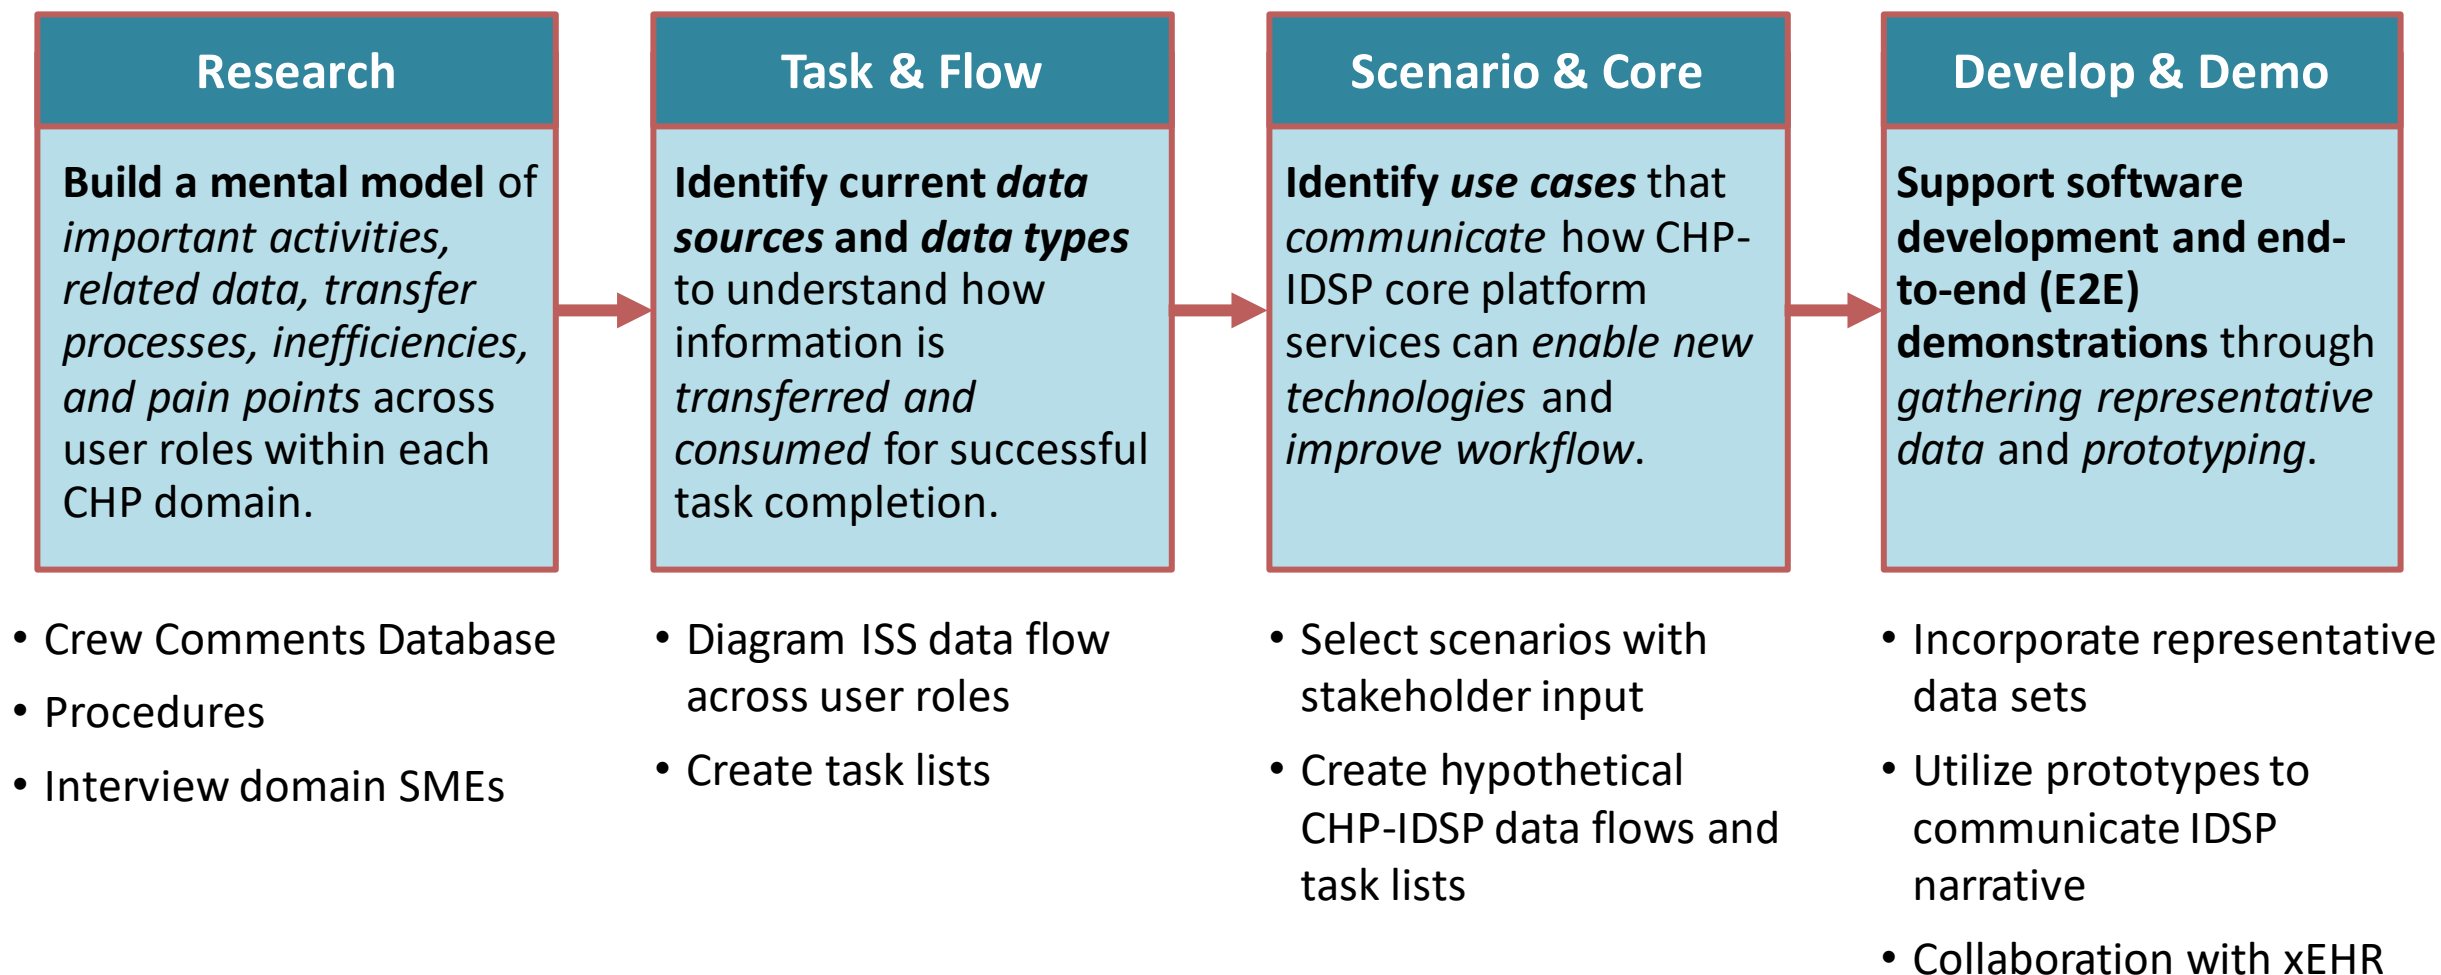 Research
Build a mental model of
important activities,
related data, transfer
processes, inefficiencies,
and pain points across
user roles within each
CHP domain.
• Crew Comments Database
• Procedures
• Interview domain SMEs
Task & Flow
Identify current data
sources and data types
to understand how
information is
transferred and
consumed for successful
task completion.
• Diagram ISS data flow
across user roles
• Create task lists
Scenario & Core
Identify use cases that
communicate how CHP-
IDSP core platform
services can enable new
technologies and
improve workflow.
• Select scenarios with
stakeholder input
• Create hypothetical
CHP-IDSP data flows and
task lists
Develop & Demo
Support software
development and end-
to-end (E2E)
demonstrations through
gathering representative
data and prototyping.
• Incorporate representative
data sets
• Utilize prototypes to
communicate IDSP
narrative
• Collaboration with xEHR